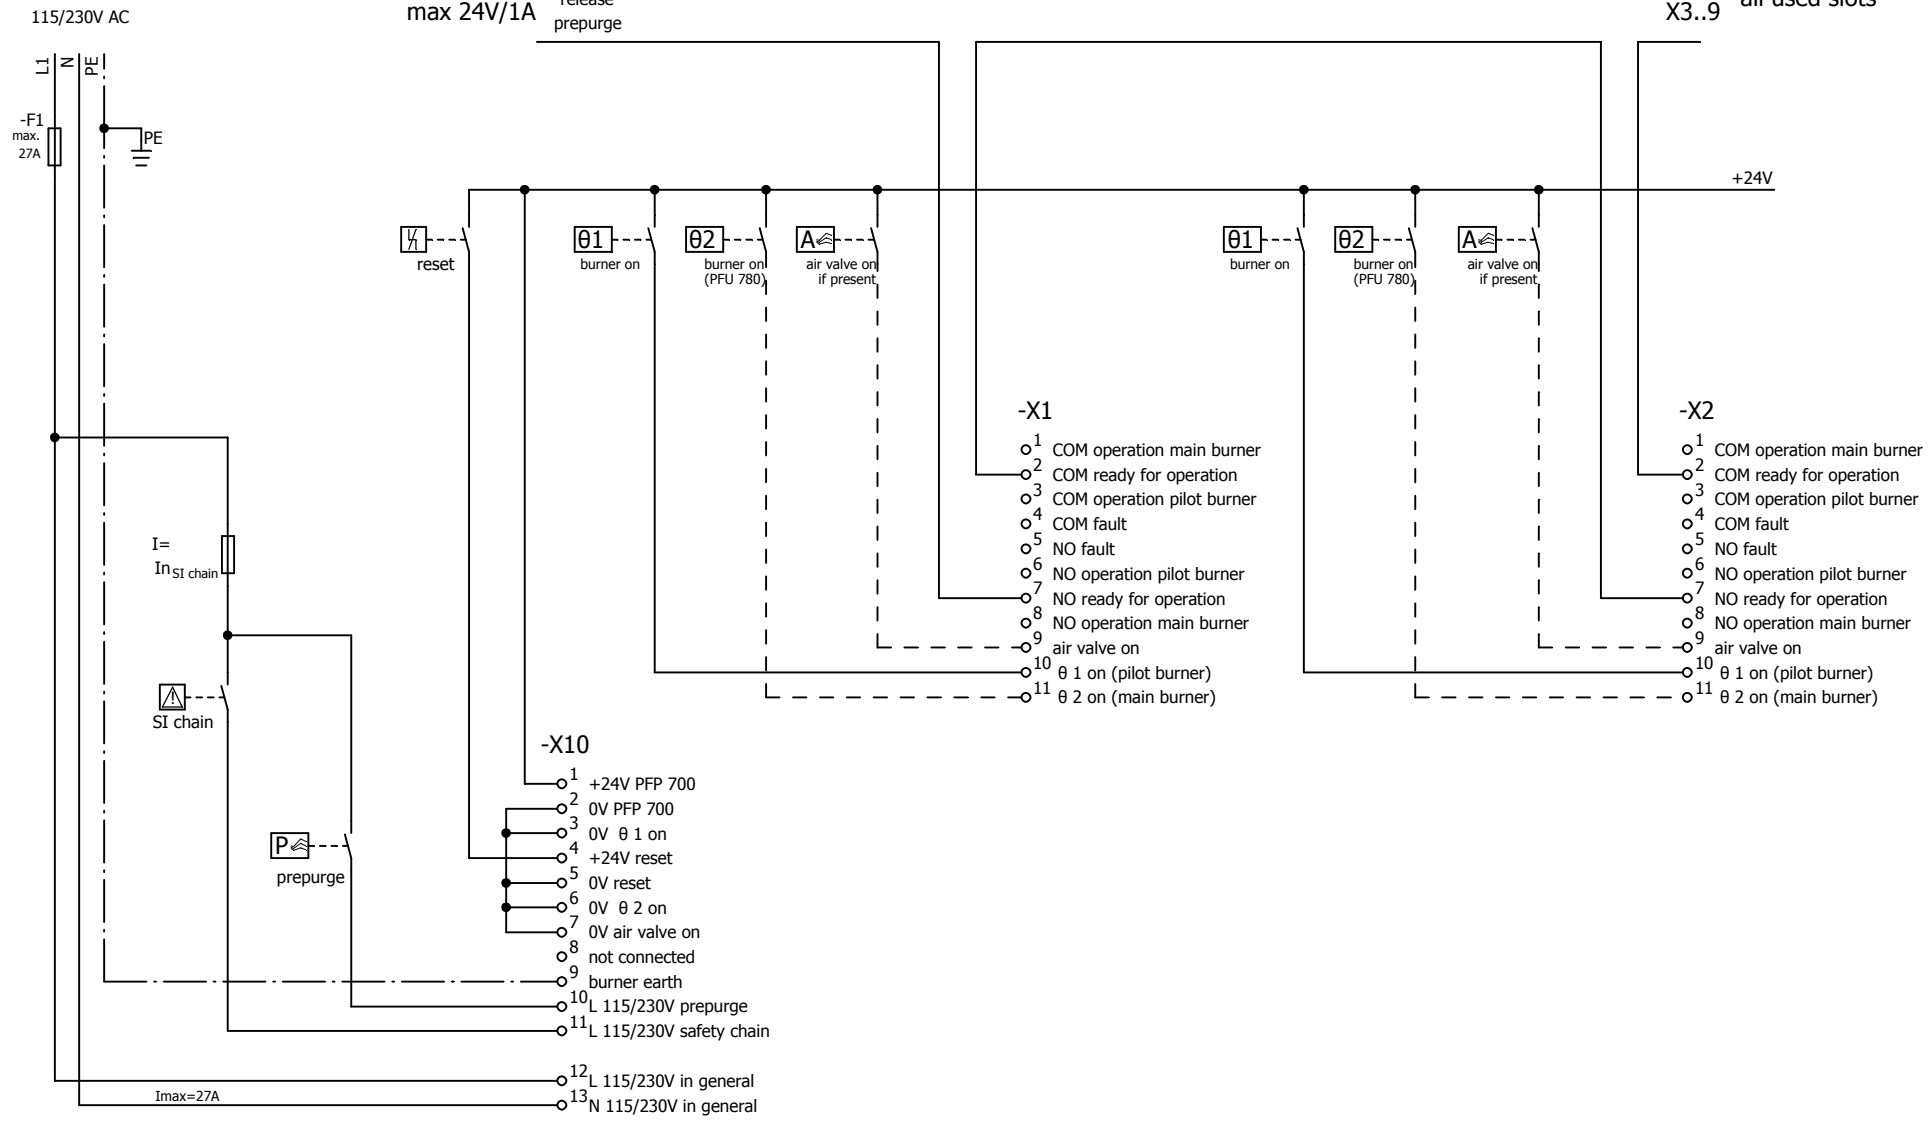 115/230V AC
max 24V/1A
release
prepurge
X3..9
all used slots
L1
N
PE
-F1
max.
27A
PE
+24V
reset
θ1
burner on
θ2
burner on
(PFU 780)
A
air valve on
if present
θ1
burner on
θ2
burner on
(PFU 780)
A
air valve on
if present
I=
In SI chain
SI chain
P
prepurge
-X1
1 COM operation main burner
2 COM ready for operation
3 COM operation pilot burner
4 COM fault
5 NO fault
6 NO operation pilot burner
7 NO ready for operation
8 NO operation main burner
9 air valve on
10 θ 1 on (pilot burner)
11 θ 2 on (main burner)
-X2
1 COM operation main burner
2 COM ready for operation
3 COM operation pilot burner
4 COM fault
5 NO fault
6 NO operation pilot burner
7 NO ready for operation
8 NO operation main burner
9 air valve on
10 θ 1 on (pilot burner)
11 θ 2 on (main burner)
-X10
1 +24V PFP 700
2 0V PFP 700
3 0V θ 1 on
4 +24V reset
5 0V reset
6 0V θ 2 on
7 0V air valve on
8 not connected
9 burner earth
10 L 115/230V prepurge
11 L 115/230V safety chain
12 L 115/230V in general
13 N 115/230V in general
Imax=27A